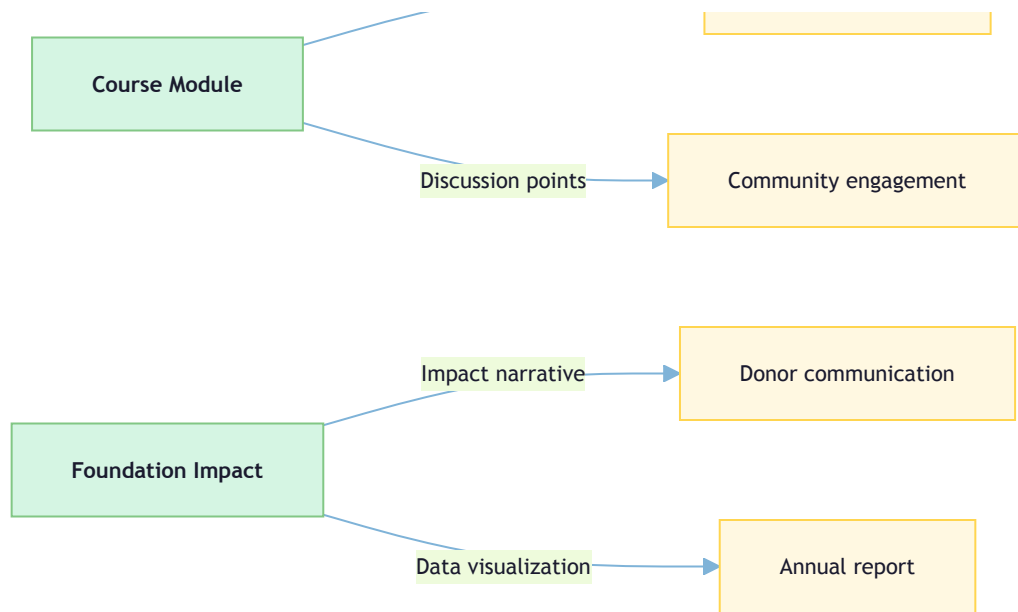 Course Module
Discussion points
Community engagement
Impact narrative
Donor communication
Foundation Impact
Data visualization
Annual report